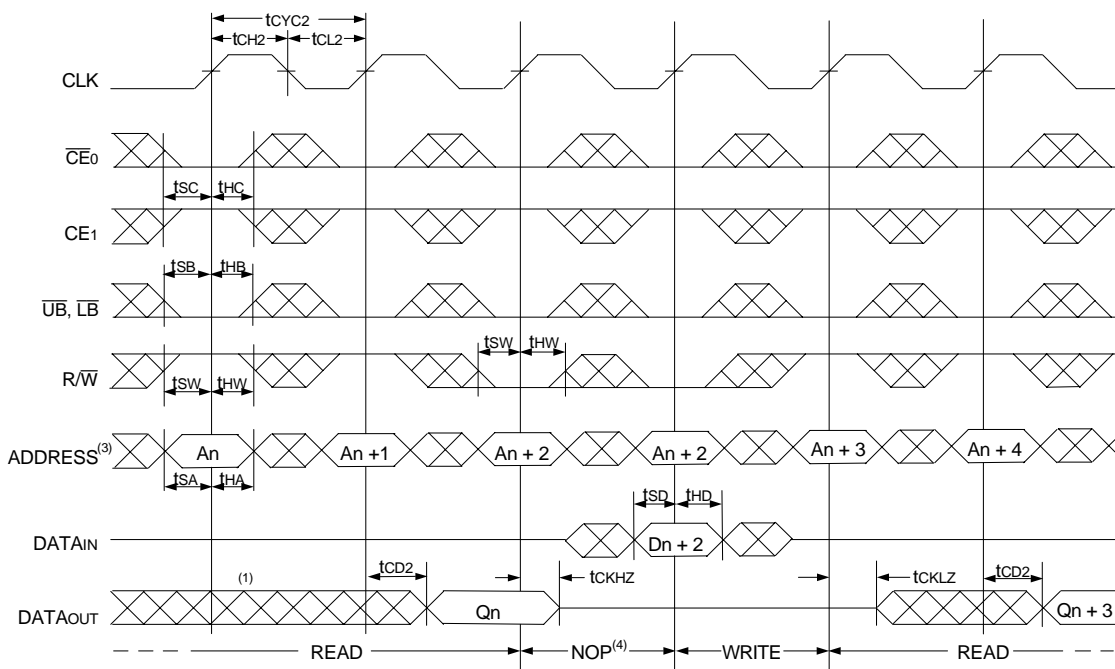 tCYC2
tCH2 tCL2
CLK
CE0
tSC tHC
CE1
tSB tHB
UB, LB
tSW tHW
R/W
tSW tHW
ADDRESS(3) An An +1 An + 2 An + 2 An + 3 An + 4
tSA tHA
tSD tHD
DATAIN Dn + 2
(1) tCD2 tCKHZ tCKLZ tCD2
DATAOUT Qn Qn + 3
READ NOP(4) WRITE READ